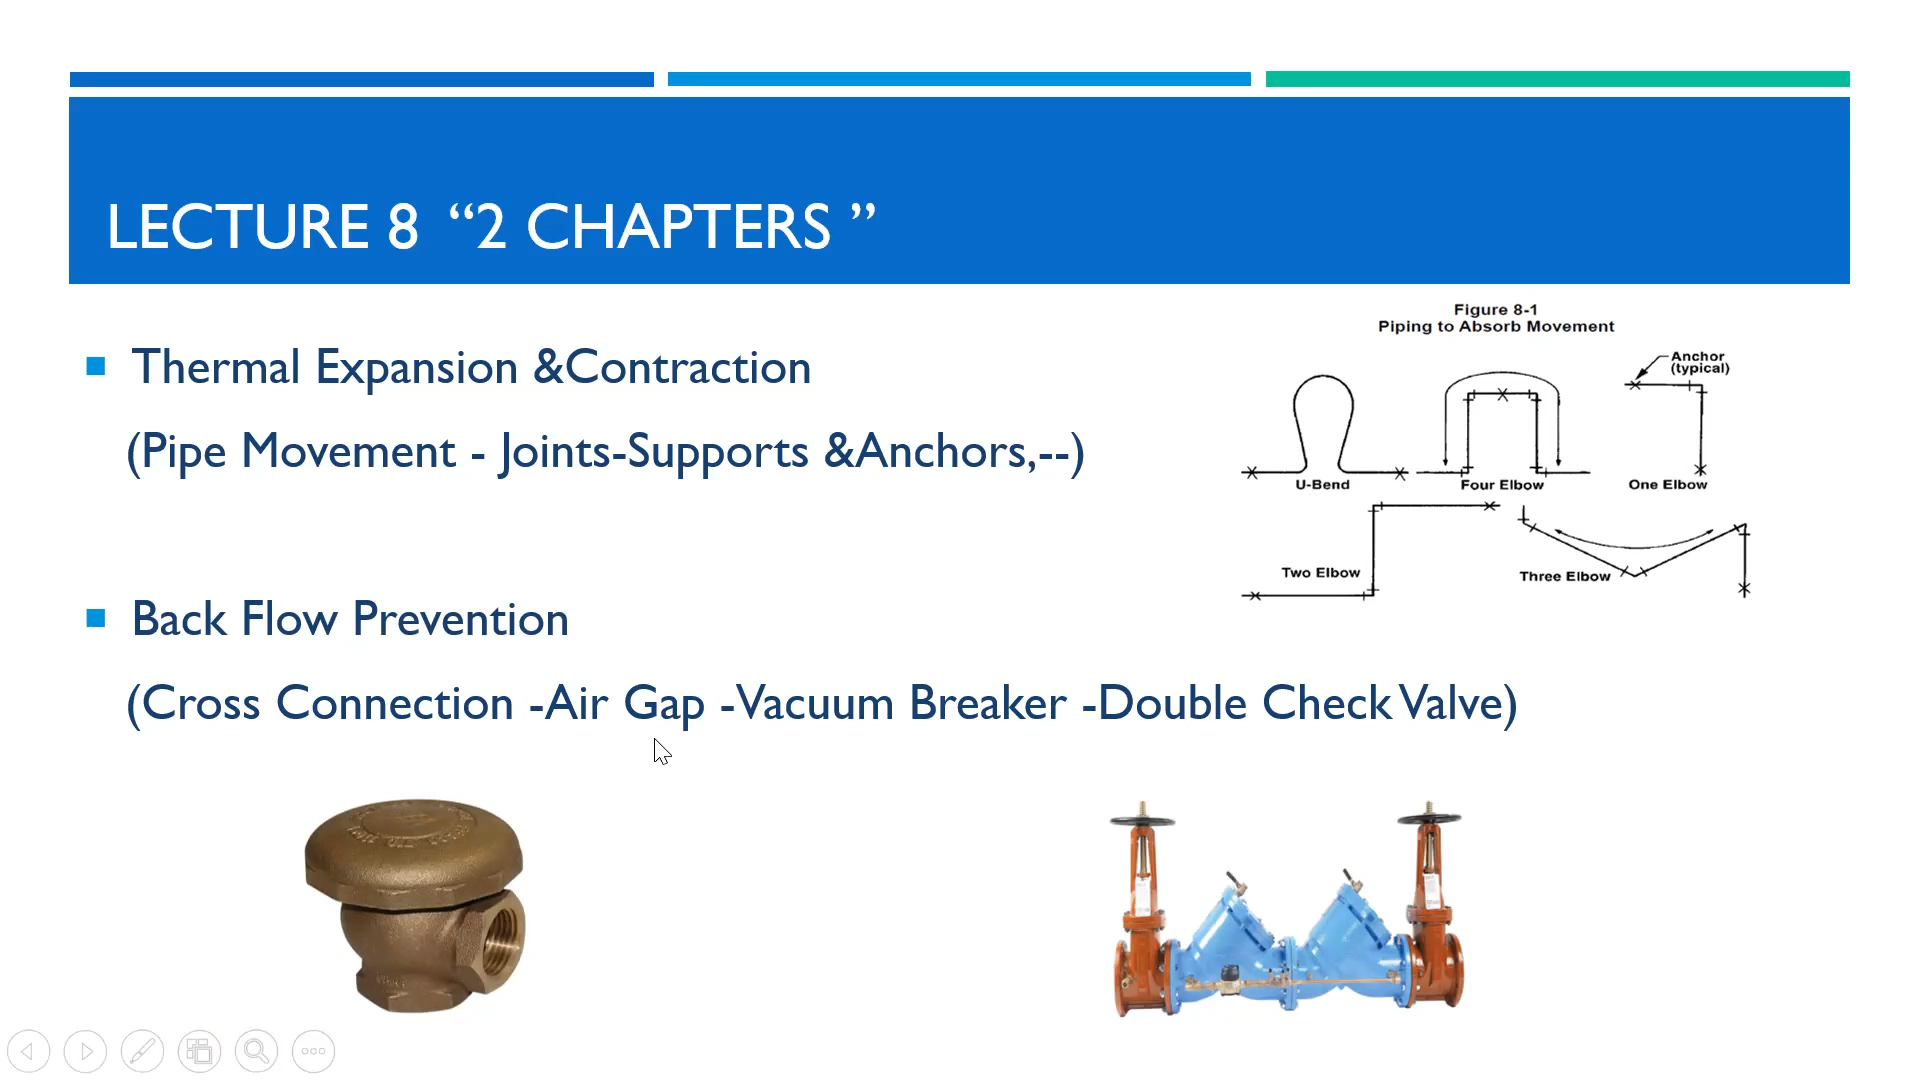 LECTURE 8 “2 CHAPTERS ”
Thermal Expansion &Contraction
(Pipe Movement - Joints-Supports &Anchors,--)
Back Flow Prevention
(Cross Connection -Air Gap -Vacuum Breaker -Double Check Valve)
Figure 8-1
Piping to Absorb Movement
Anchor
(typical)
U-Bend
Four Elbow
One Elbow
Two Elbow
Three Elbow